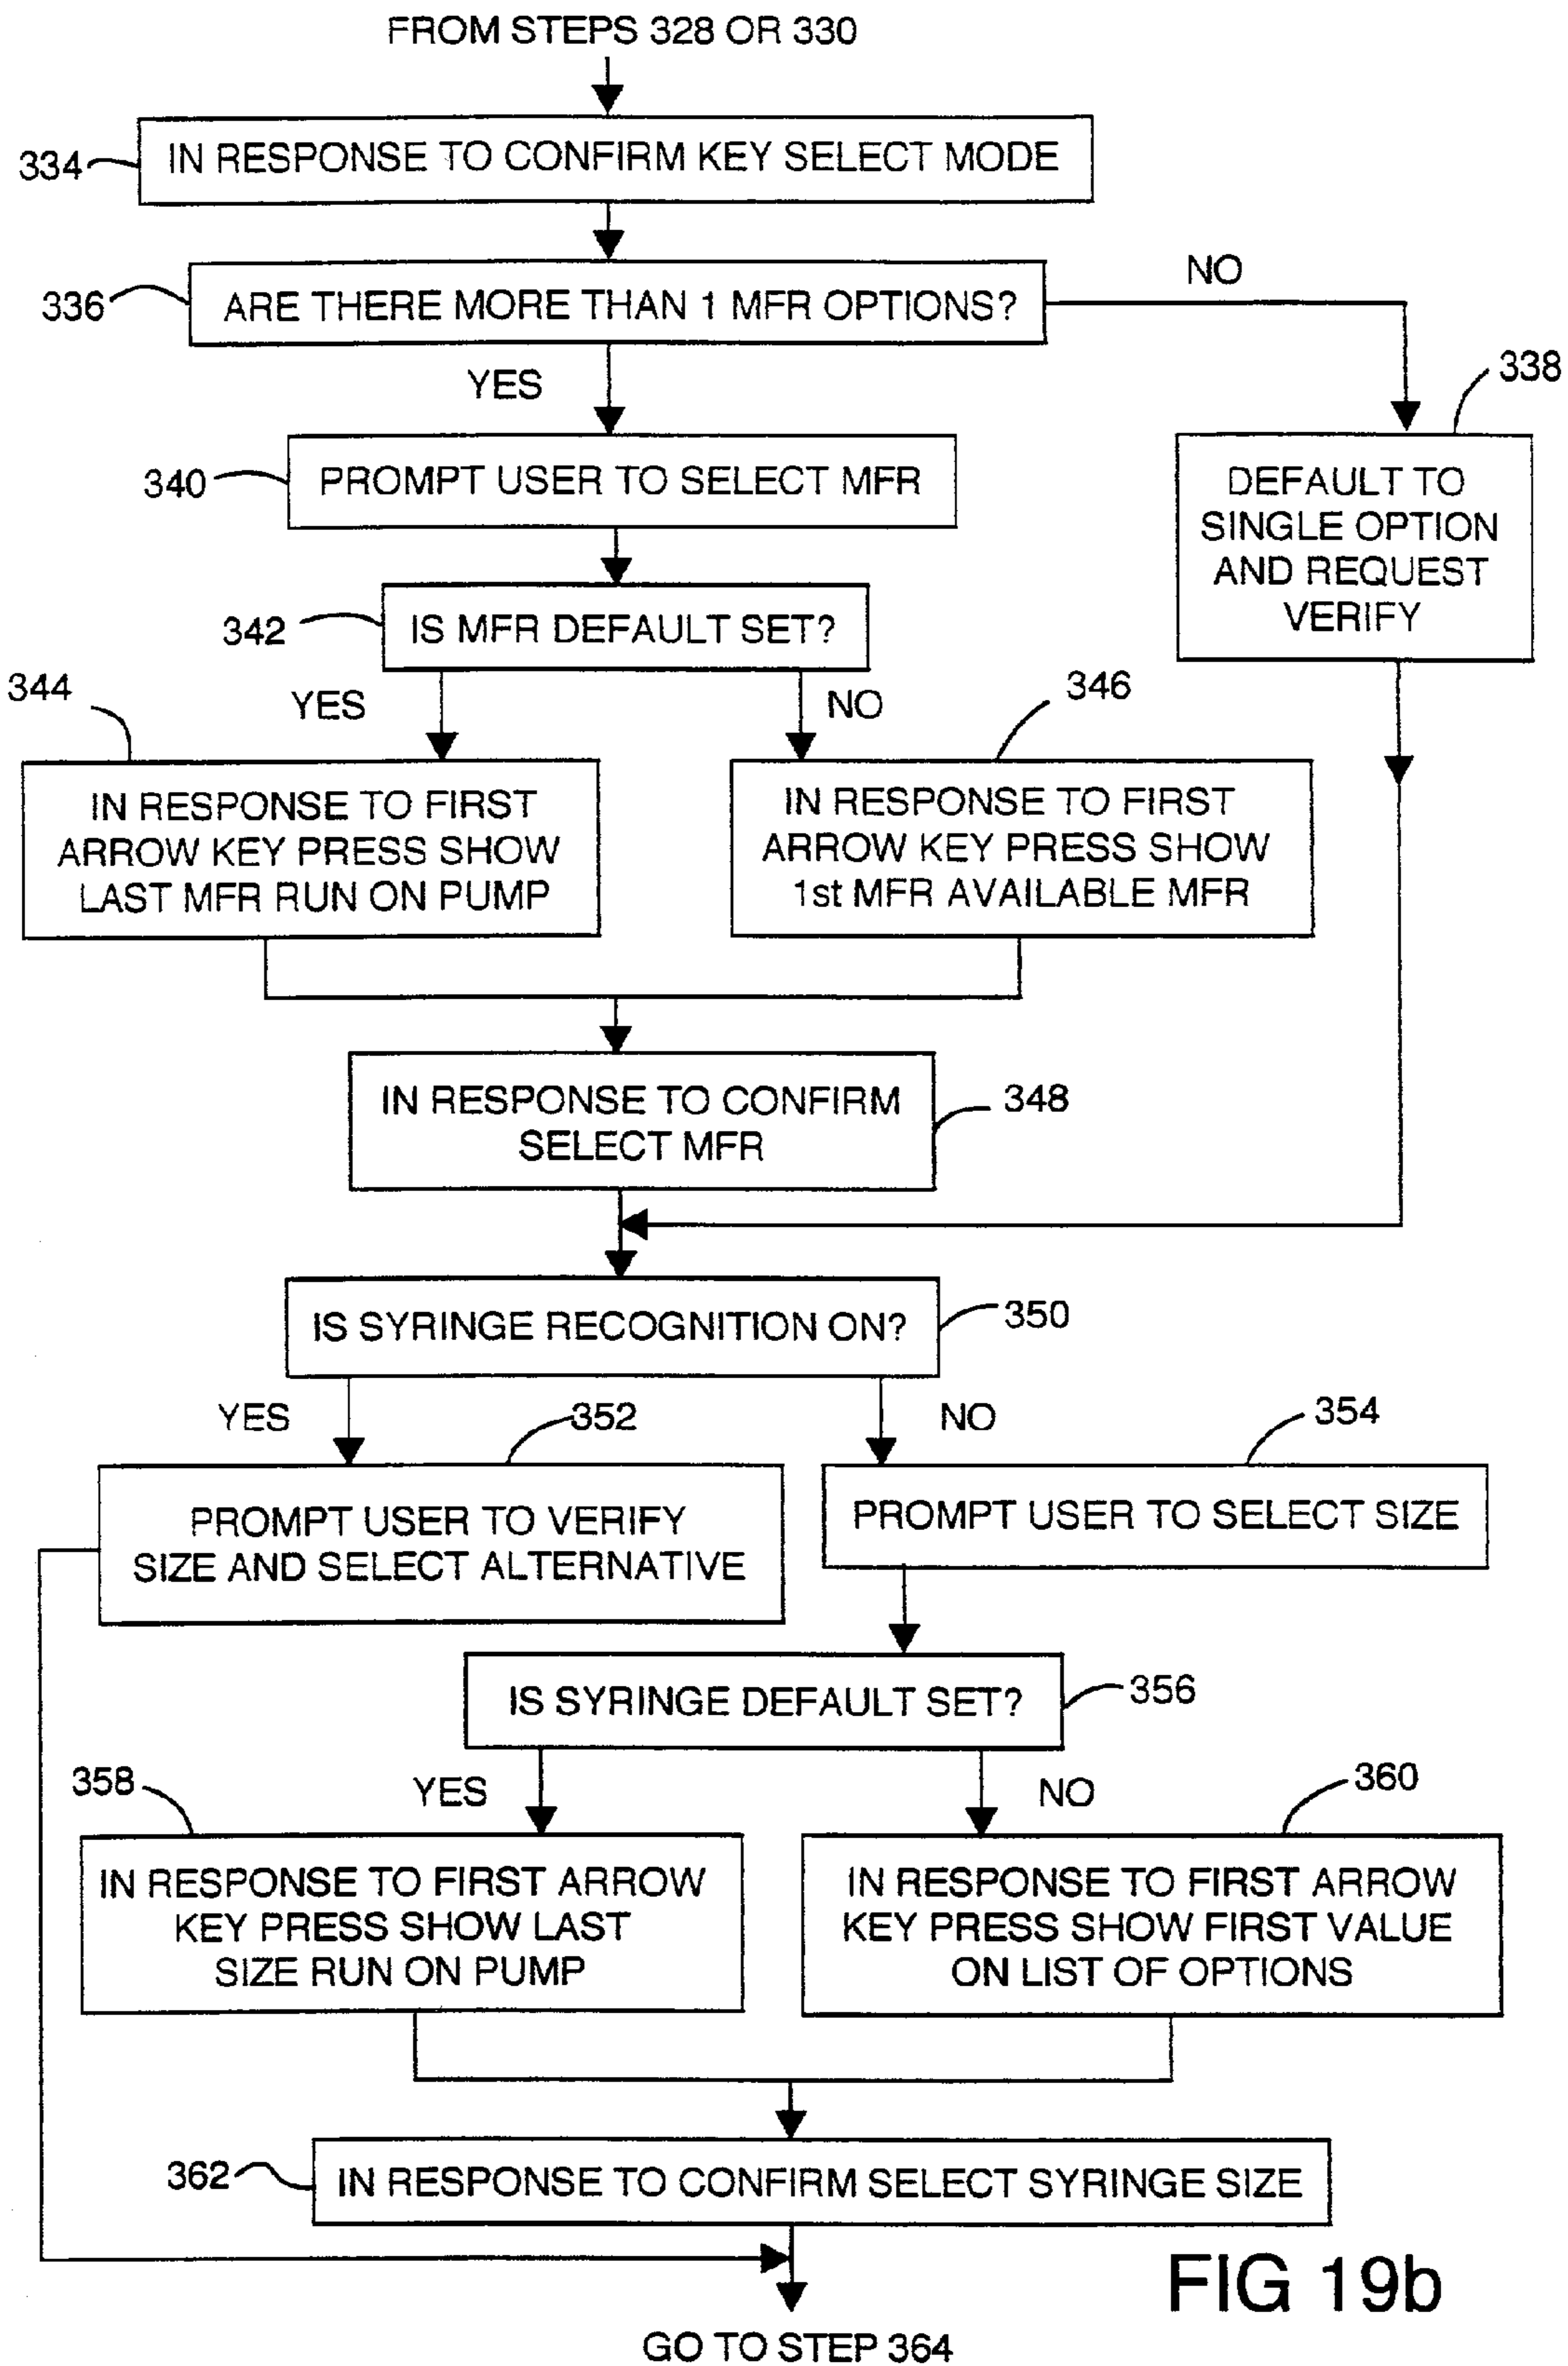 FROM STEPS 328 OR 330
334
IN RESPONSE TO CONFIRM KEY SELECT MODE
336
ARE THERE MORE THAN 1 MFR OPTIONS?
NO
YES
338
340
PROMPT USER TO SELECT MFR
DEFAULT TO
SINGLE OPTION
AND REQUEST
VERIFY
342
IS MFR DEFAULT SET?
344
YES
NO
346
IN RESPONSE TO FIRST
ARROW KEY PRESS SHOW
LAST MFR RUN ON PUMP
IN RESPONSE TO FIRST
ARROW KEY PRESS SHOW
1st MFR AVAILABLE MFR
IN RESPONSE TO CONFIRM
SELECT MFR
348
IS SYRINGE RECOGNITION ON?
350
YES
352
NO
354
PROMPT USER TO VERIFY
SIZE AND SELECT ALTERNATIVE
PROMPT USER TO SELECT SIZE
IS SYRINGE DEFAULT SET?
356
358
YES
NO
360
IN RESPONSE TO FIRST ARROW
KEY PRESS SHOW LAST
SIZE RUN ON PUMP
IN RESPONSE TO FIRST ARROW
KEY PRESS SHOW FIRST VALUE
ON LIST OF OPTIONS
362
IN RESPONSE TO CONFIRM SELECT SYRINGE SIZE
FIG 19b
GO TO STEP 364